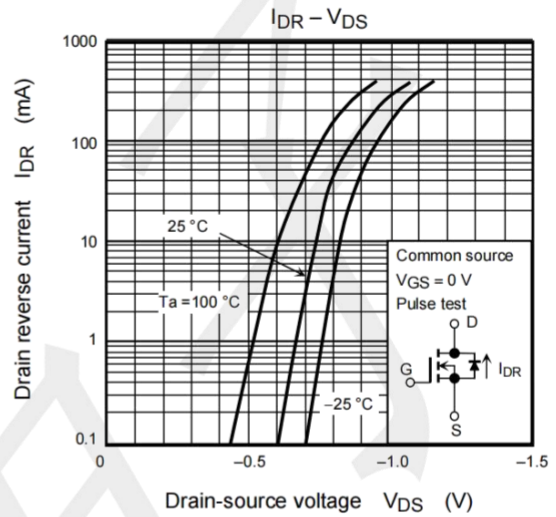 IDR – VDS
1000
100
10
1
0.1
Drain reverse current IDR (mA)
25 °C
Ta =100 °C
−25 °C
Common source
VGS = 0 V
Pulse test
D
G
IDR
S
0
−0.5
−1.0
−1.5
Drain-source voltage VDS (V)